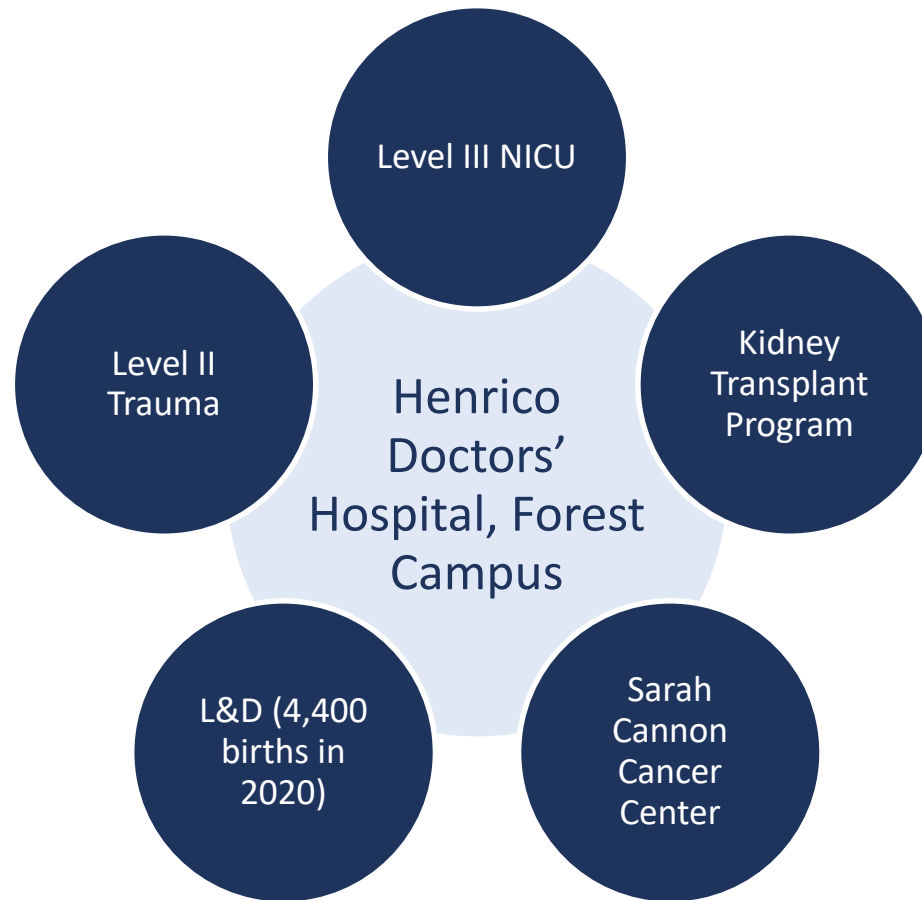 Level III NICU
Level II
Trauma
Kidney
Transplant
Program
Henrico
Doctors’
Hospital, Forest
Campus
L&D (4,400
births in
2020)
Sarah
Cannon
Cancer
Center